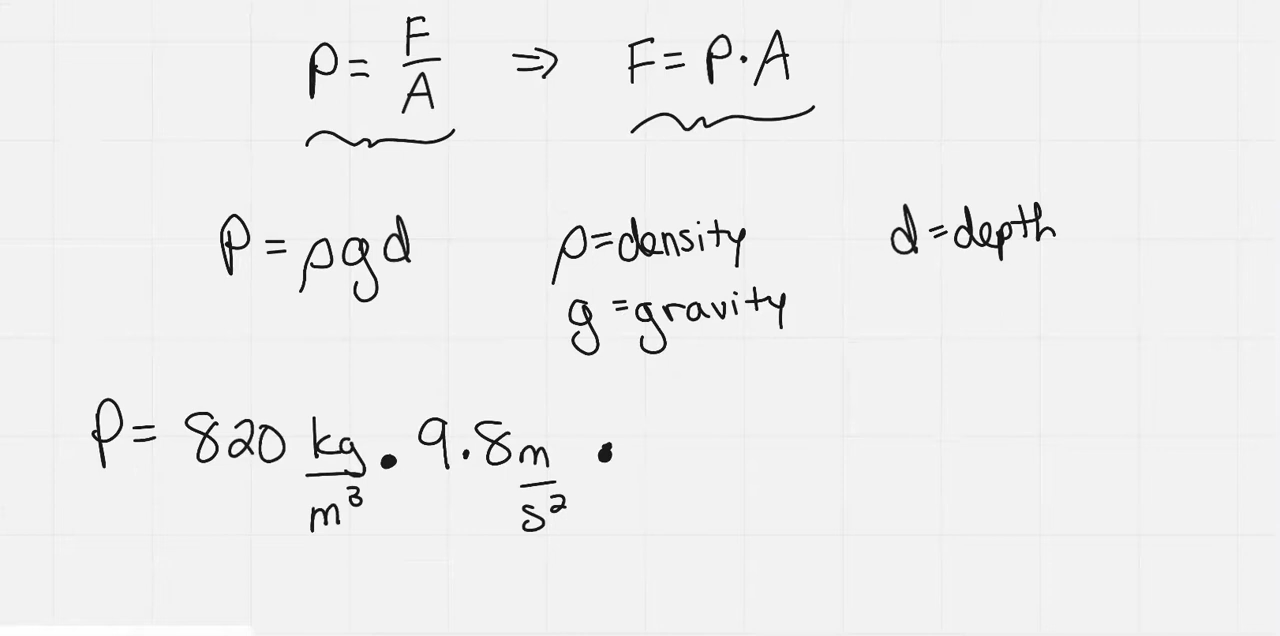 P = F/A ⇒ F = P · A
P = ρgd ρ = density d = depth
g = gravity
P = 820 kg/m³ · 9.8 m/s² ·